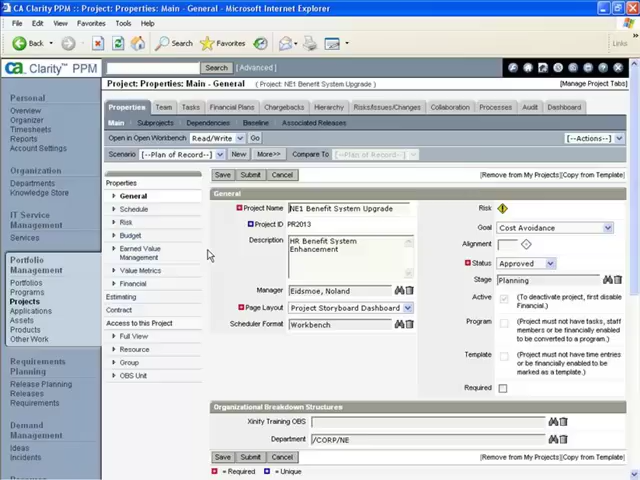 CA Clarity PPM :: Project: Properties: Main - General - Microsoft Internet Explorer
File Edit View Favorites Tools Help
Back Search Favorites Links
ca Clarity™ PPM Search [Advanced]
Project: Properties: Main - General ( Project: NE1 Benefit System Upgrade ) [Manage Project Tabs]
Properties Team Tasks Financial Plans Chargebacks Hierarchy Risks/Issues/Changes Collaboration Processes Audit Dashboard
Main Subprojects Dependencies Baseline Associated Releases
Open in Open Workbench Read/Write Go [--Actions--]
Scenario [--Plan of Record--] New More>> Compare To [--Plan of Record--]
Personal
Overview
Organizer
Timesheets
Reports
Account Settings
Organization
Departments
Knowledge Store
IT Service
Management
Services
Portfolio
Management
Portfolios
Programs
Projects
Applications
Assets
Products
Other Work
Requirements
Planning
Release Planning
Releases
Requirements
Demand
Management
Ideas
Incidents
Properties
General
Schedule
Risk
Budget
Earned Value
Management
Value Metrics
Financial
Estimating
Contract
Access to this Project
Full View
Resource
Group
OBS Unit
Save Submit Cancel [Remove from My Projects] [Copy from Template]
General
Project Name NE1 Benefit System Upgrade
Project ID PR2013
Description HR Benefit System
Enhancement
Manager Eidsmoe, Noland
Page Layout Project Storyboard Dashboard
Scheduler Format Workbench
Risk
Goal Cost Avoidance
Alignment
Status Approved
Stage Planning
Active (To deactivate project, first disable
Financial.)
Program (Project must not have tasks, staff
members or be financially enabled
to be converted to a program.)
Template (Project must not have time entries
or be financially enabled to be
marked as a template.)
Required
Organizational Breakdown Structures
Xinify Training OBS
Department /CORP/NE
Save Submit Cancel [Remove from My Projects] [Copy from Template]
= Required = Unique